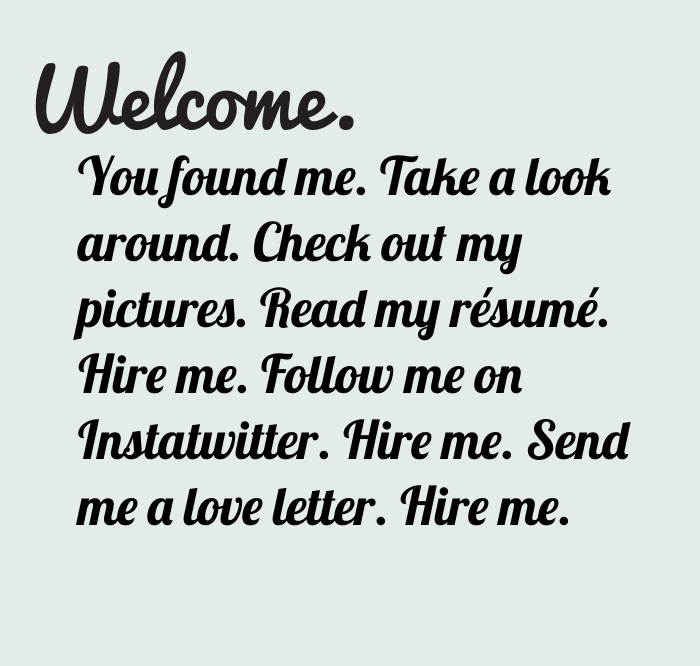 Welcome.
You found me. Take a look
around. Check out my
pictures. Read my résumé.
Hire me. Follow me on
Instatwitter. Hire me. Send
me a love letter. Hire me.